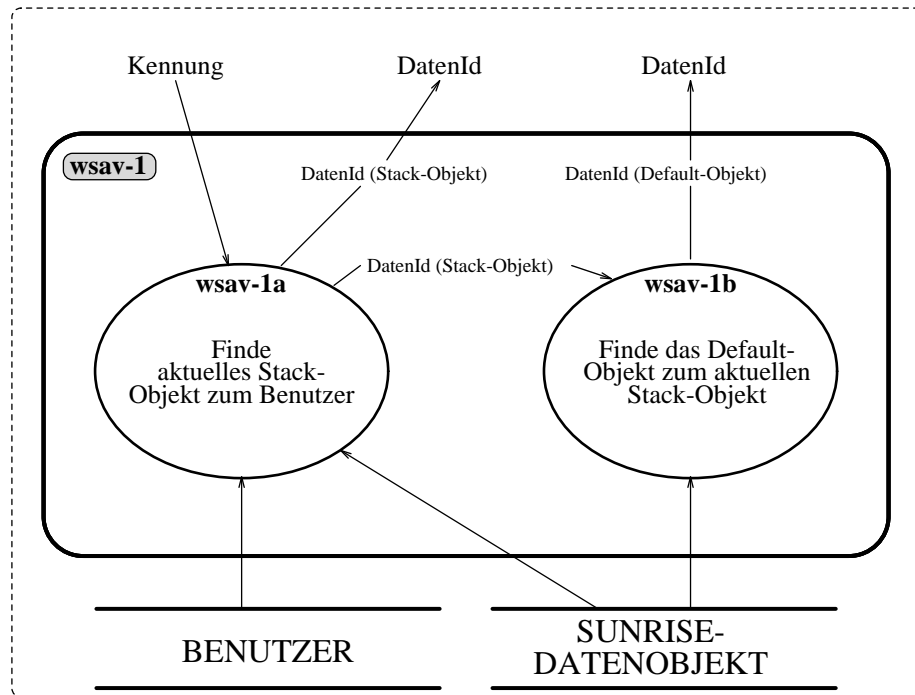 Kennung DatenId DatenId
wsav-1
DatenId (Stack-Objekt) DatenId (Default-Objekt)
DatenId (Stack-Objekt)
wsav-1a
Finde
aktuelles Stack-
Objekt zum Benutzer
wsav-1b
Finde das Default-
Objekt zum aktuellen
Stack-Objekt
BENUTZER
SUNRISE-
DATENOBJEKT